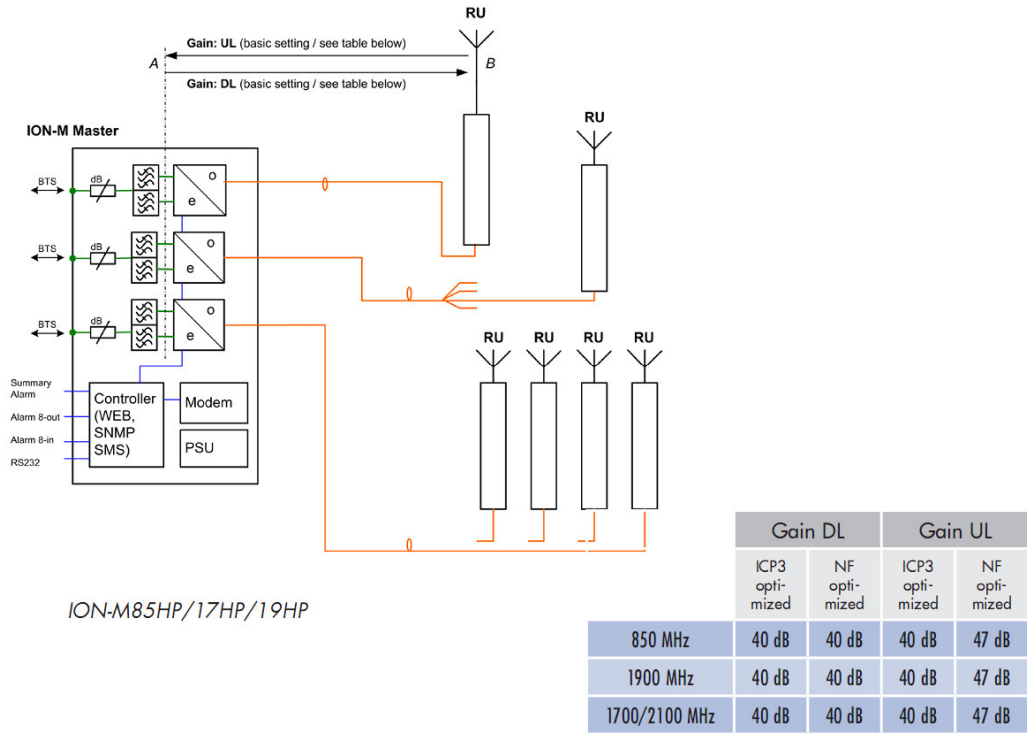 RU
Gain: UL (basic setting / see table below)
A
B
Gain: DL (basic setting / see table below)
RU
ION-M Master
BTS
dB
o
e
BTS
dB
o
e
BTS
dB
o
e
RU RU RU RU
Summary
Alarm
Alarm 8-out
Alarm 8-in
RS232
Controller
(WEB,
SNMP
SMS)
Modem
PSU
ION-M85HP/17HP/19HP
Gain DL Gain UL
ICP3 opti- mized NF opti- mized ICP3 opti- mized NF opti- mized
850 MHz 40 dB 40 dB 40 dB 47 dB
1900 MHz 40 dB 40 dB 40 dB 47 dB
1700/2100 MHz 40 dB 40 dB 40 dB 47 dB